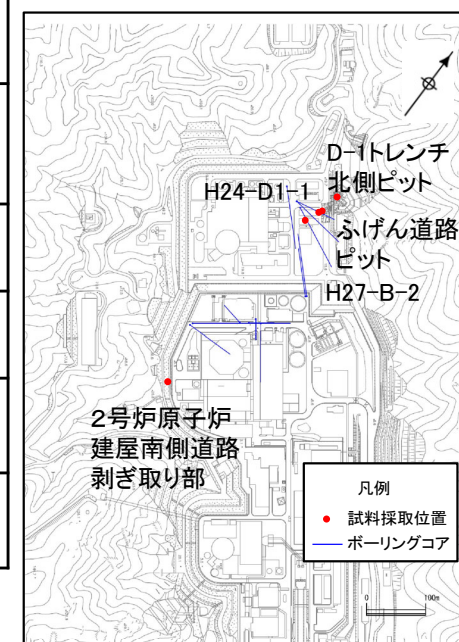 D-1トレンチ
北側ピット
H24-D1-1
ふげん道路
ピット
H27-B-2
2号炉原子炉
建屋南側道路
剥ぎ取り部
凡例
試料採取位置
ボーリングコア
0 100m